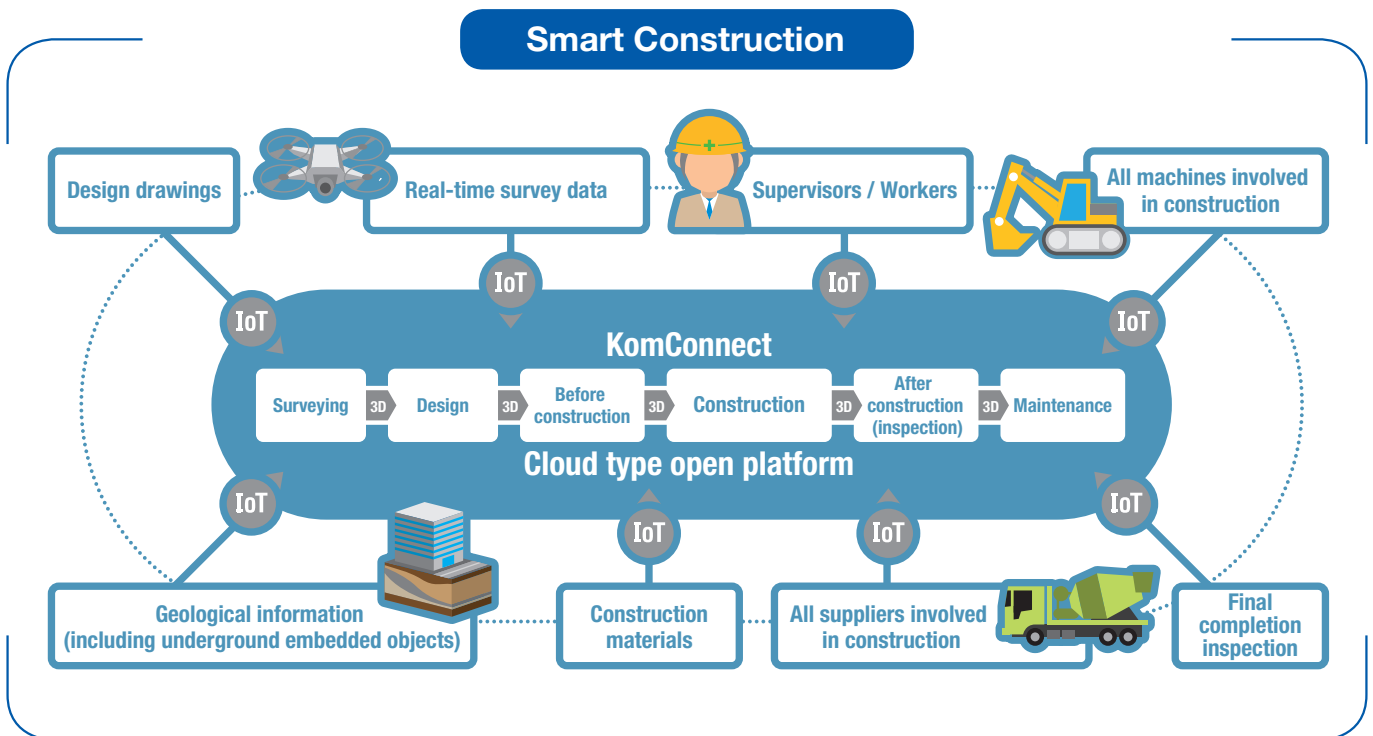 Smart Construction
Design drawings
Real-time survey data
Supervisors / Workers
All machines involved
in construction
IoT
IoT
IoT
IoT
KomConnect
Surveying
3D
Design
3D
Before
construction
3D
Construction
3D
After
construction
(inspection)
3D
Maintenance
Cloud type open platform
IoT
IoT
IoT
IoT
Geological information
(including underground embedded objects)
Construction
materials
All suppliers involved
in construction
Final
completion
inspection